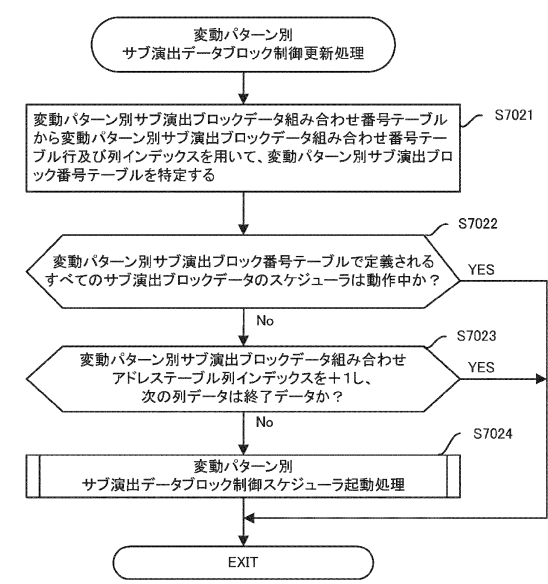 変動パターン別
サブ演出データブロック制御更新処理
S7021
変動パターン別サブ演出ブロックデータ組み合わせ番号テーブル
から変動パターン別サブ演出ブロックデータ組み合わせ番号テー
ブル行及び列インデックスを用いて、変動パターン別サブ演出ブロ
ック番号テーブルを特定する
S7022
変動パターン別サブ演出ブロック番号テーブルで定義される
すべてのサブ演出ブロックデータのスケジューラは動作中か？
YES
No
S7023
変動パターン別サブ演出ブロックデータ組み合わせ
アドレステーブル列インデックスを＋1し、
次の列データは終了データか？
YES
No
S7024
変動パターン別
サブ演出データブロック制御スケジューラ起動処理
EXIT